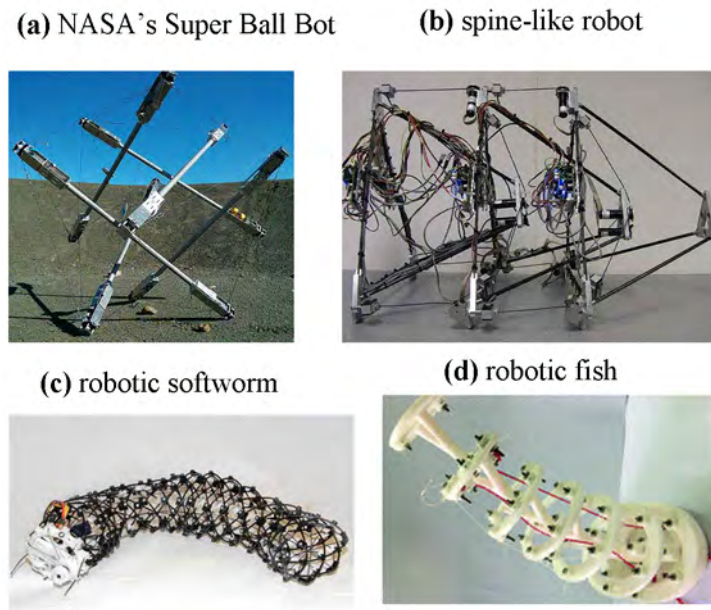 (a) NASA's Super Ball Bot
(b) spine-like robot
(c) robotic softworm
(d) robotic fish